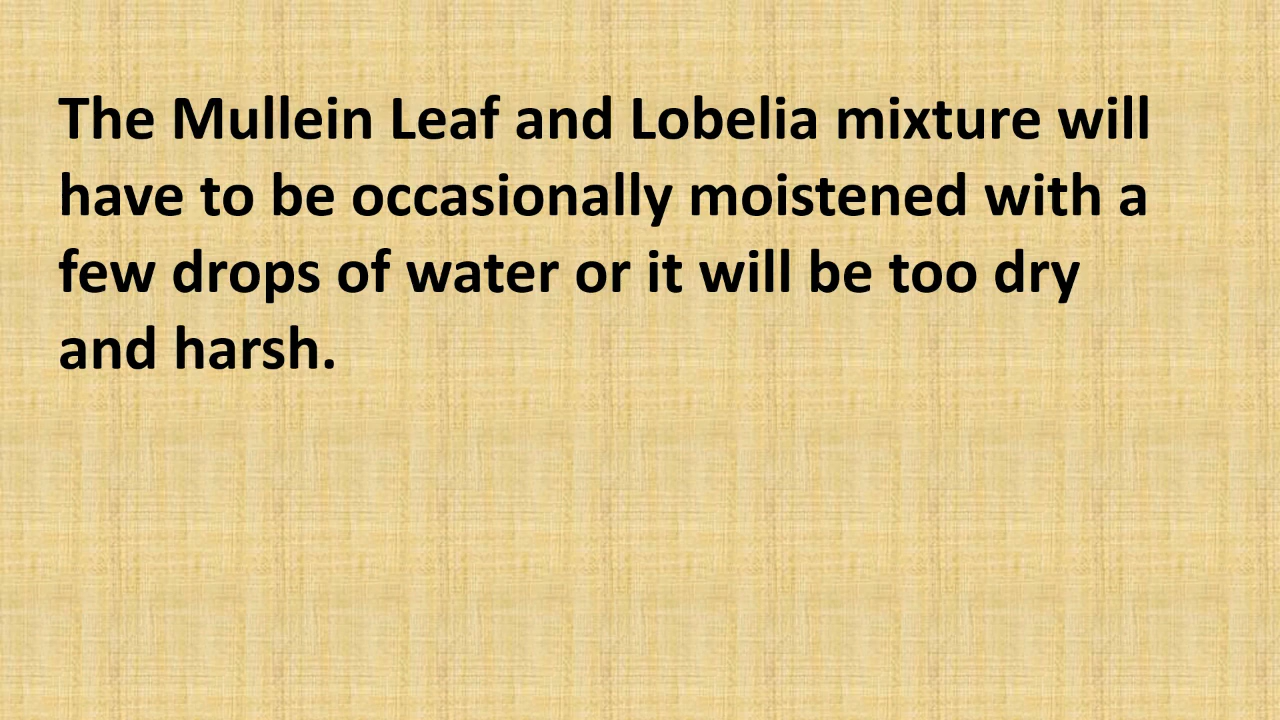 The Mullein Leaf and Lobelia mixture will
have to be occasionally moistened with a
few drops of water or it will be too dry
and harsh.